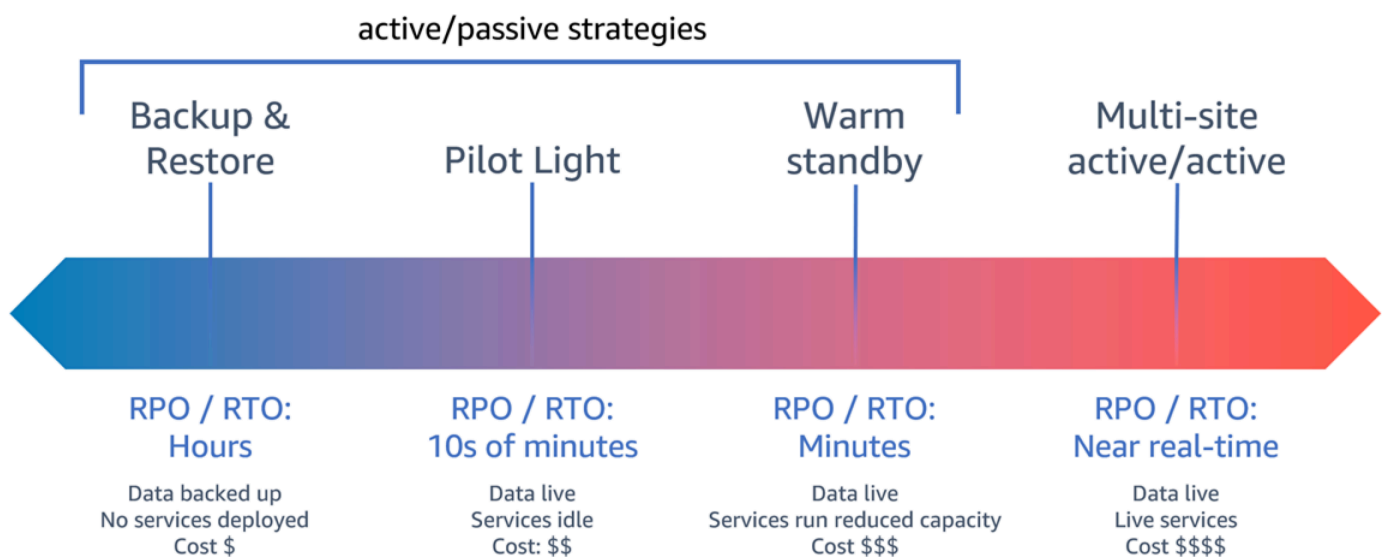 active/passive strategies
Backup &
Restore
Pilot Light
Warm
standby
Multi-site
active/active
RPO / RTO:
Hours
Data backed up
No services deployed
Cost $
RPO / RTO:
10s of minutes
Data live
Services idle
Cost: $$
RPO / RTO:
Minutes
Data live
Services run reduced capacity
Cost $$$
RPO / RTO:
Near real-time
Data live
Live services
Cost $$$$